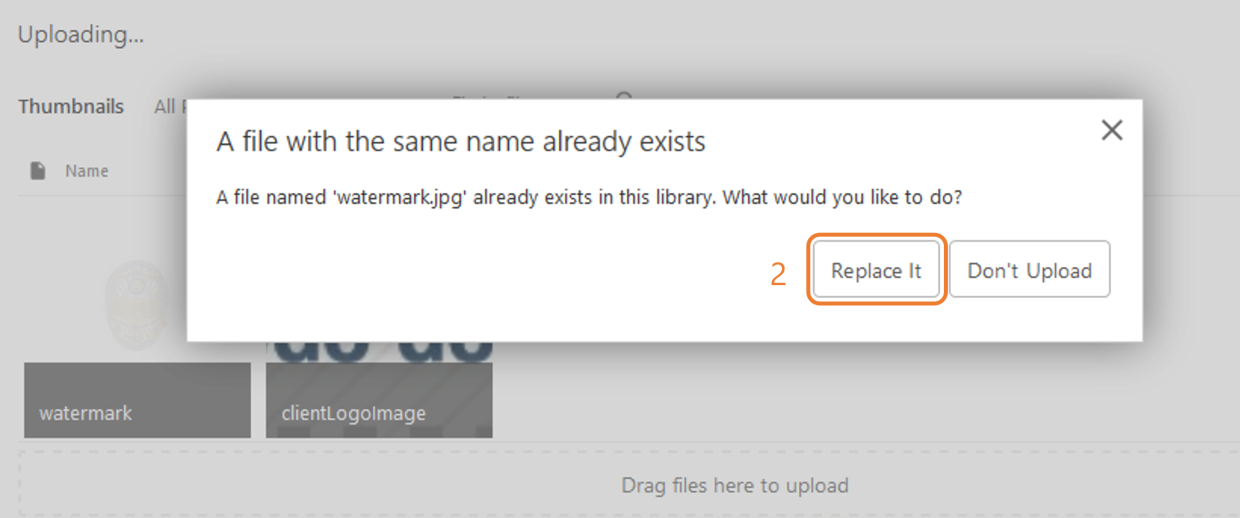 Uploading...
Thumbnails All
A file with the same name already exists
Name
A file named 'watermark.jpg' already exists in this library. What would you like to do?
2 Replace It Don't Upload
watermark clientLogoImage
Drag files here to upload